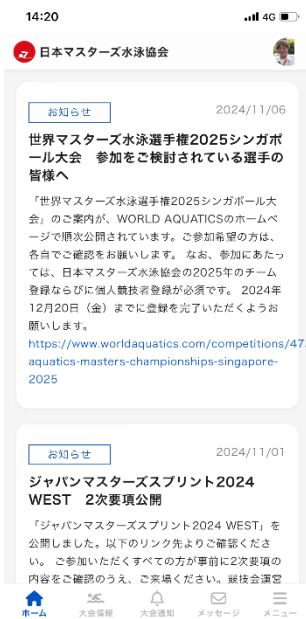 14:20
4G
日本マスターズ水泳協会
お知らせ
2024/11/06
世界マスターズ水泳選手権2025シンガポ
ール大会　参加をご検討されている選手の
皆様へ
「世界マスターズ水泳選手権2025シンガポール大
会」のご案内が、WORLD AQUATICSのホームペ
ージで順次公開されています。ご参加希望の方は、
各自でご確認をお願いします。 なお、参加にあたっ
ては、日本マスターズ水泳協会の2025年のチーム
登録ならびに個人競技者登録が必須です。 2024年
12月20日（金）までに登録を完了いただくようお
願いします。
https://www.worldaquatics.com/competitions/47
aquatics-masters-championships-singapore-
2025
お知らせ
2024/11/01
ジャパンマスターズスプリント2024
WEST　2次要項公開
「ジャパンマスターズスプリント2024 WEST」を
公開しました。以下のリンク先よりご確認くださ
い。 ご参加いただくすべての方が事前に2次要項の
内容をご確認のうえ、ご来場ください。競技会運営
ホーム
大会情報
大会通知
メッセージ
メニュー